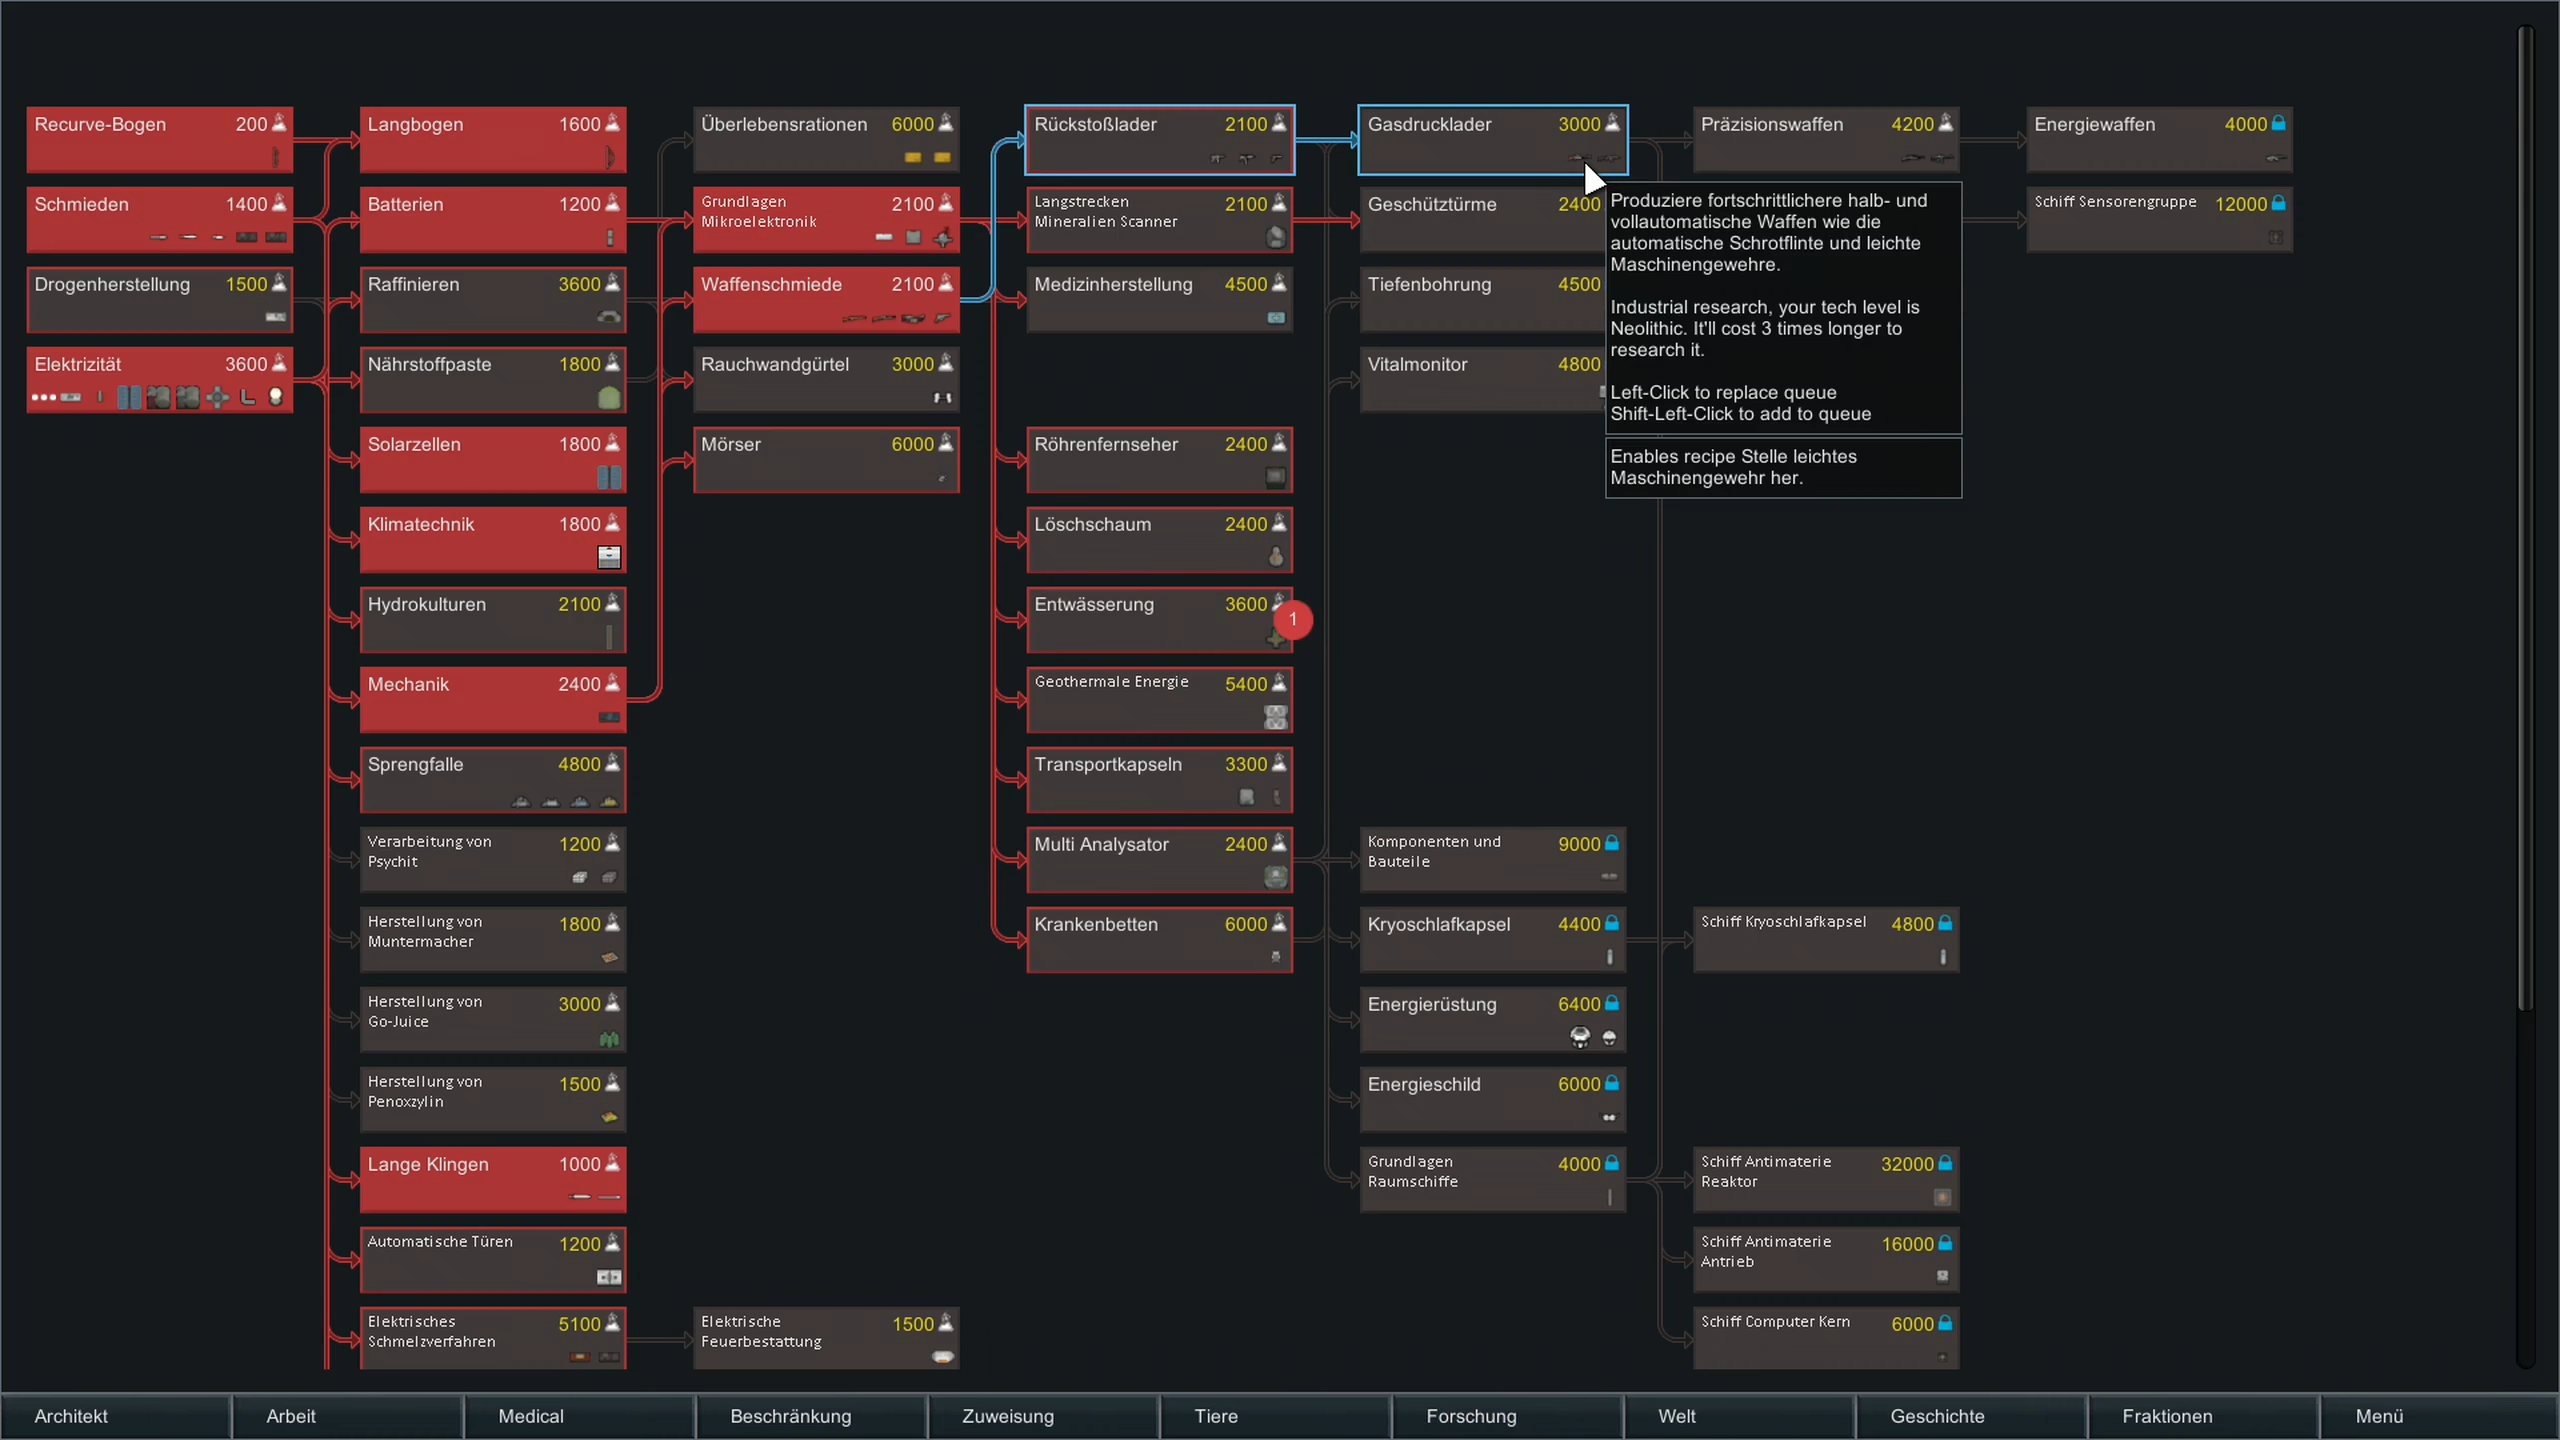 Recurve-Bogen 200
Schmieden 1400
Drogenherstellung 1500
Elektrizität 3600
Langbogen 1600
Batterien 1200
Raffinieren 3600
Nährstoffpaste 1800
Solarzellen 1800
Klimatechnik 1800
Hydrokulturen 2100
Mechanik 2400
Sprengfalle 4800
Verarbeitung von
Psychit 1200
Herstellung von
Muntermacher 1800
Herstellung von
Go-Juice 3000
Herstellung von
Penoxzylin 1500
Lange Klingen 1000
Automatische Türen 1200
Elektrisches
Schmelzverfahren 5100
Überlebensrationen 6000
Grundlagen
Mikroelektronik 2100
Waffenschmiede 2100
Rauchwandgürtel 3000
Mörser 6000
Elektrische
Feuerbestattung 1500
Rückstoßlader 2100
Langstrecken
Mineralien Scanner 2100
Medizinherstellung 4500
Röhrenfernseher 2400
Löschschaum 2400
Entwässerung 3600
1
Geothermale Energie 5400
Transportkapseln 3300
Multi Analysator 2400
Krankenbetten 6000
Gasdrucklader 3000
Geschütztürme 2400
Tiefenbohrung 4500
Vitalmonitor 4800
Komponenten und
Bauteile 9000
Kryoschlafkapsel 4400
Energierüstung 6400
Energieschild 6000
Grundlagen
Raumschiffe 4000
Präzisionswaffen 4200
Schiff Kryoschlafkapsel 4800
Schiff Antimaterie
Reaktor 32000
Schiff Antimaterie
Antrieb 16000
Schiff Computer Kern 6000
Energiewaffen 4000
Schiff Sensorengruppe 12000
Produziere fortschrittlichere halb- und
vollautomatische Waffen wie die
automatische Schrotflinte und leichte
Maschinengewehre.
Industrial research, your tech level is
Neolithic. It'll cost 3 times longer to
research it.
Left-Click to replace queue
Shift-Left-Click to add to queue
Enables recipe Stelle leichtes
Maschinengewehr her.
Architekt
Arbeit
Medical
Beschränkung
Zuweisung
Tiere
Forschung
Welt
Geschichte
Fraktionen
Menü